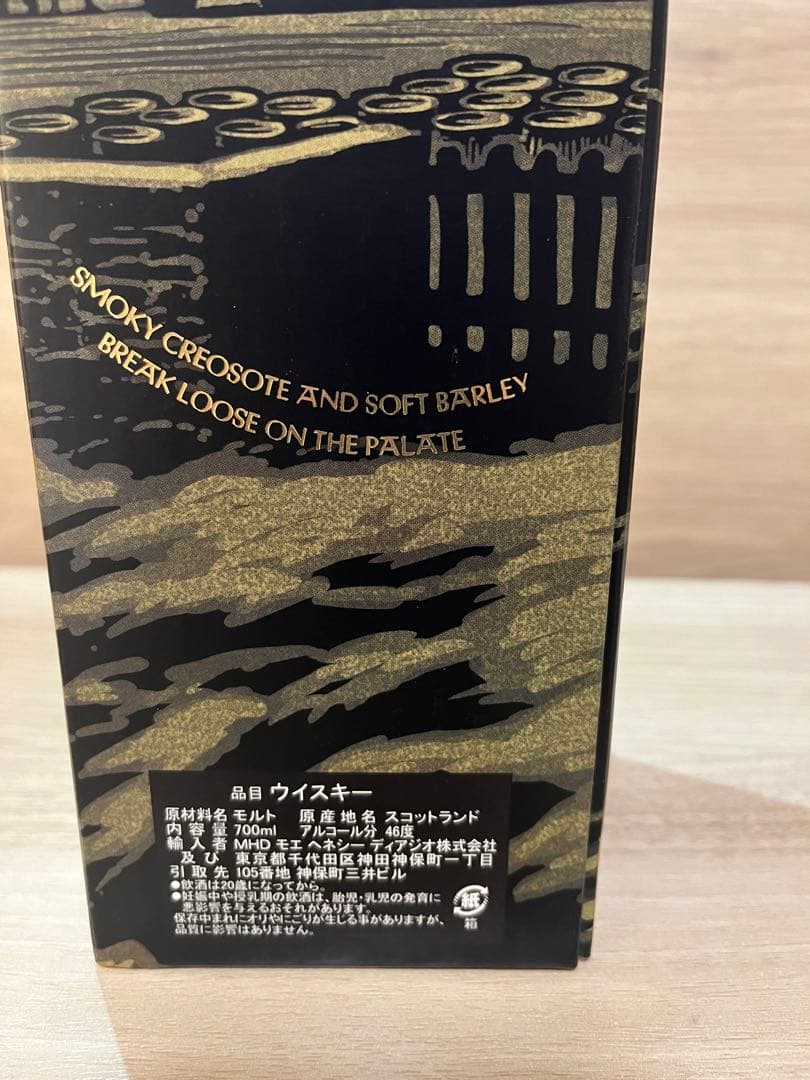 SMOKY CREOSOTE AND SOFT BARLEY
BREAK LOOSE ON THE PALATE
品目 ウイスキー
原材料名 モルト 原産地名 スコットランド
内容量 700ml アルコール分 46度
輸入者 MHD モエ ヘネシー ディアジオ株式会社
及び 東京都千代田区神田神保町一丁目
引取先 105番地 神保町三井ビル
●飲酒は20歳になってから。
●妊娠中や授乳期の飲酒は、胎児・乳児の発育に
悪影響を与えるおそれがあります。
保存中まれにオリやにごりが生じる事がありますが、
品質に影響はありません。
紙
箱